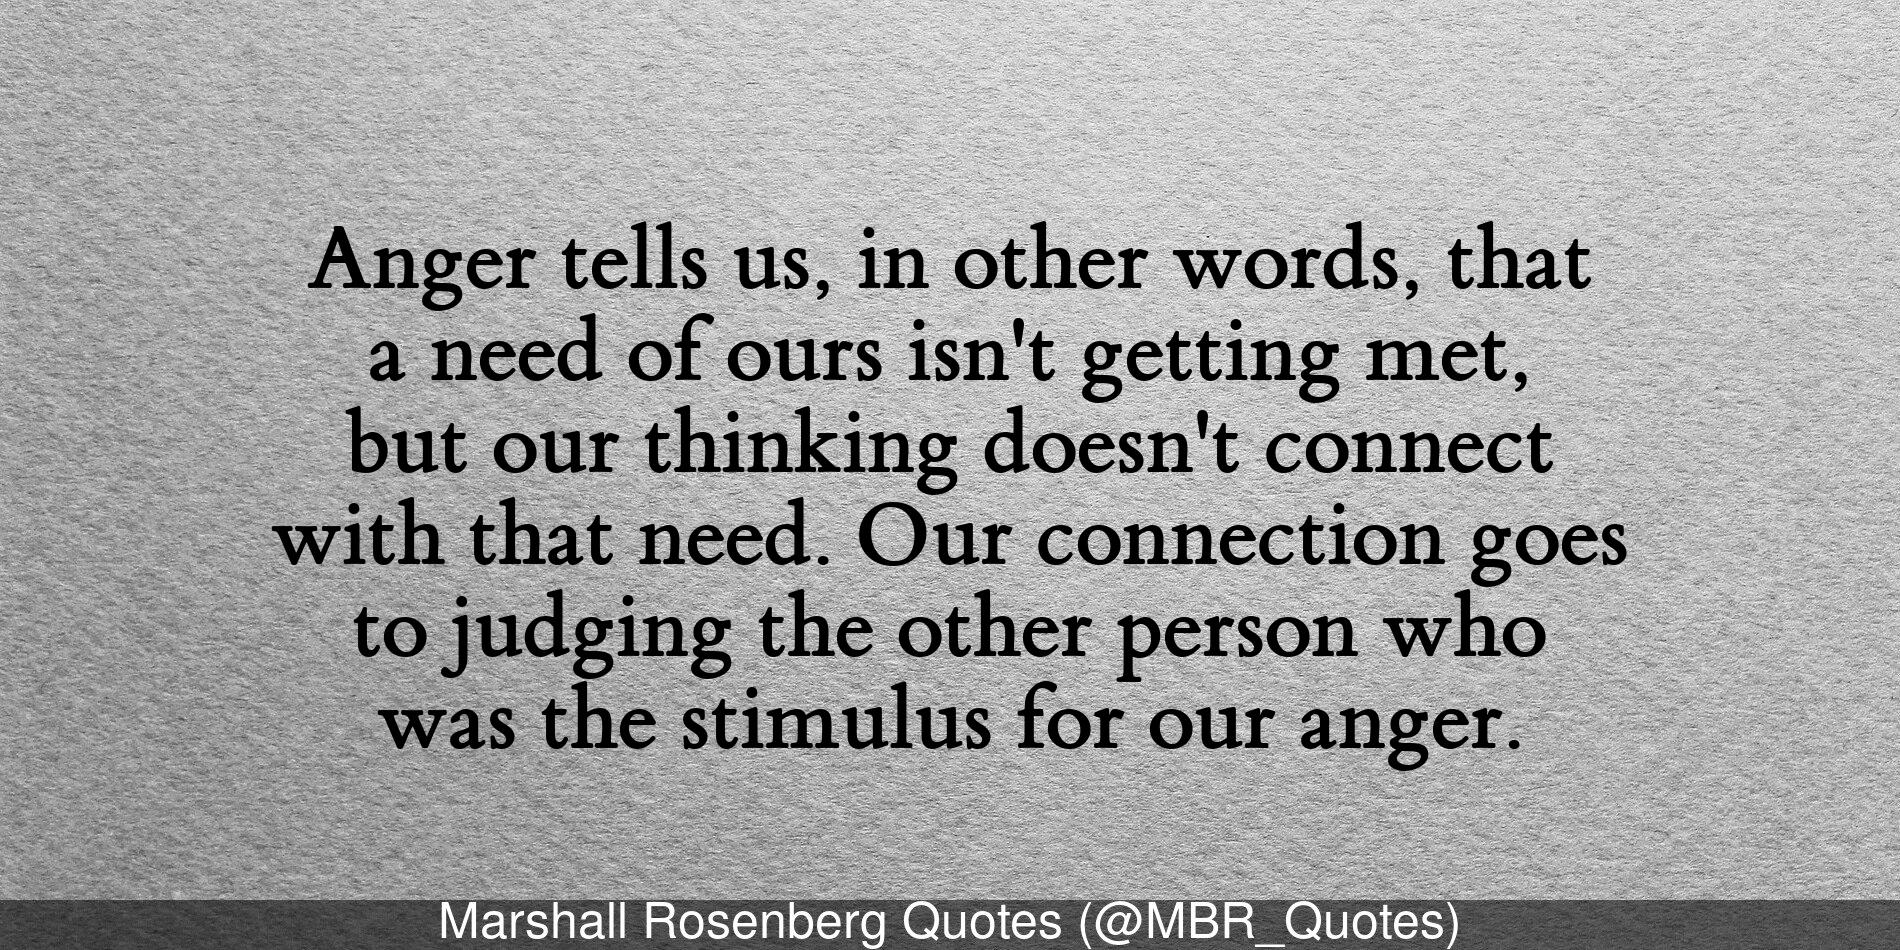 Anger tells us, in other words, that
a need of ours isn't getting met,
but our thinking doesn't connect
with that need. Our connection goes
to judging the other person who
was the stimulus for our anger.
Marshall Rosenberg Quotes (@MBR_Quotes)